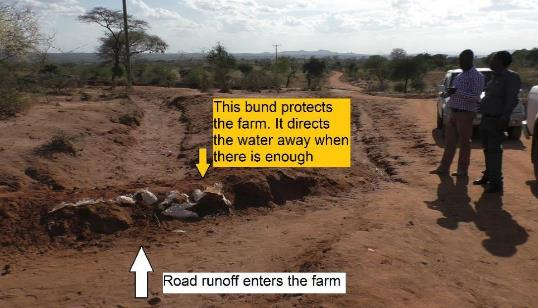 This bund protects
the farm. It directs
the water away when
there is enough
Road runoff enters the farm